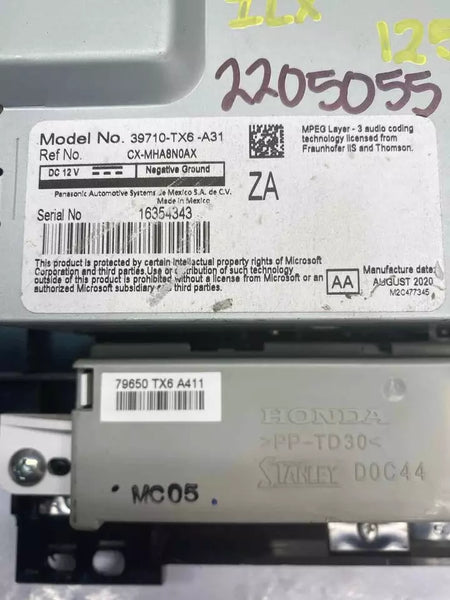 ILX
125
2205055
Model No. 39710-TX6 -A31
Ref No. CX-MHA8N0AX
DC 12 V Negative Ground
Panasonic Automotive Systems de Mexico S.A. de C.V.
Made in Mexico
Serial No 16354343
MPEG Layer - 3 audio coding
technology licensed from
Fraunhofer IIS and Thomson.
ZA
This product is protected by certain intellectual property rights of Microsoft
Corporation and third parties. Use or distribution of such technology
outside of this product is prohibited without a license from Microsoft or an
authorized Microsoft subsidiary and third parties.
AA
Manufacture date:
AUGUST 2020
M2C477345
79650 TX6 A411
HONDA
>PP-TD30<
STANLEY D0C44
MC05